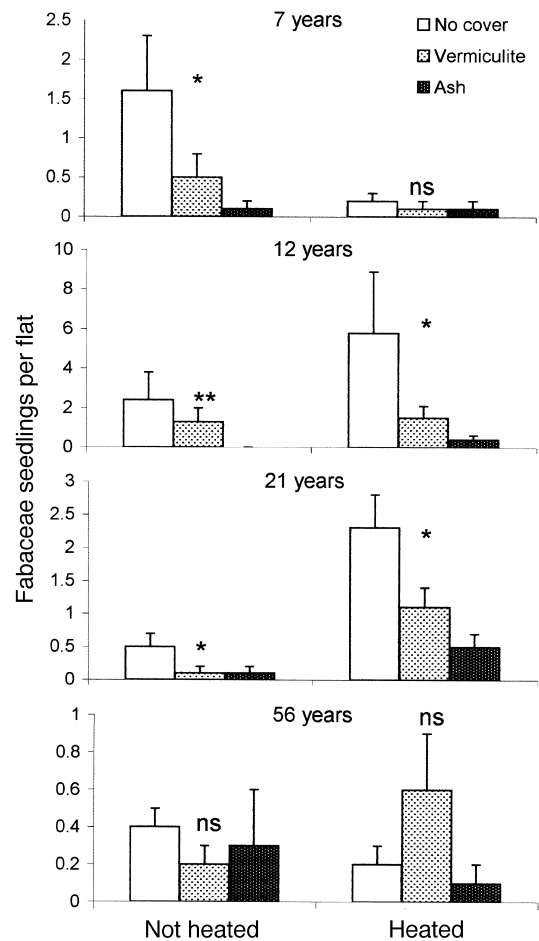 7 years
No cover
Vermiculite
Ash
2.5
2
1.5
1
0.5
0
*
ns
12 years
10
8
6
4
2
0
**
*
Fabaceae seedlings per flat
21 years
3
2.5
2
1.5
1
0.5
0
*
*
56 years
1
0.8
0.6
0.4
0.2
0
ns
ns
Not heated
Heated